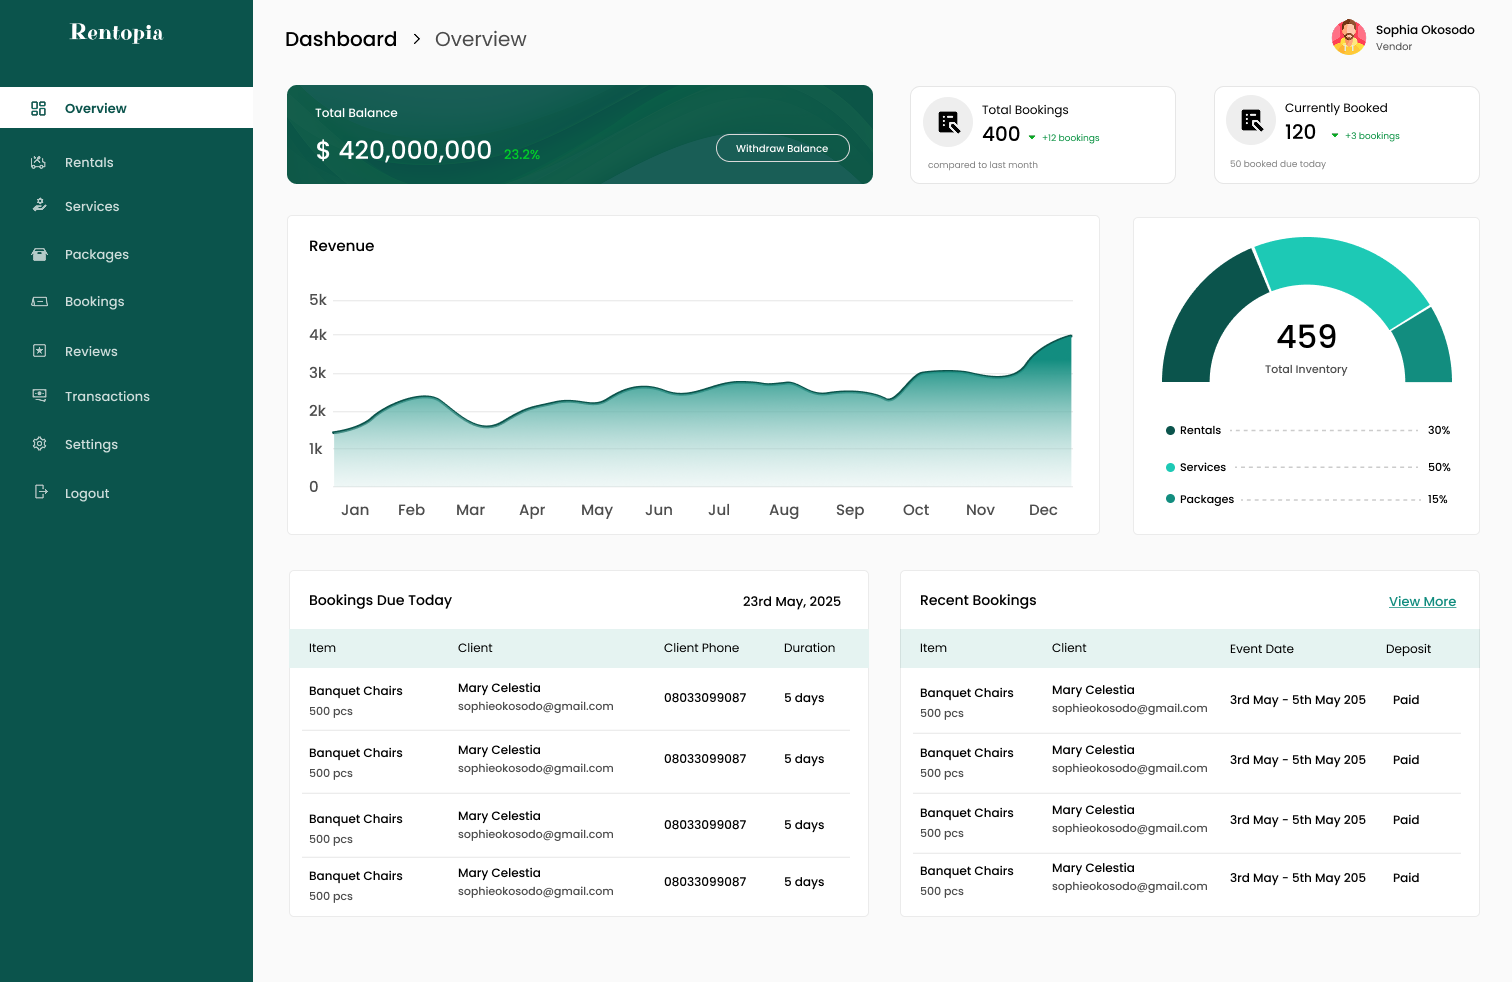 Rentopia
Overview
Rentals
Services
Packages
Bookings
Reviews
Transactions
Settings
Logout
Dashboard > Overview
Sophia Okosodo
Vendor
Total Balance
$ 420,000,000 23.2%
Withdraw Balance
Total Bookings
400 +12 bookings
compared to last month
Currently Booked
120 +3 bookings
50 booked due today
Revenue
5k
4k
3k
2k
1k
0
Jan Feb Mar Apr May Jun Jul Aug Sep Oct Nov Dec
459
Total Inventory
Rentals 30%
Services 50%
Packages 15%
Bookings Due Today 23rd May, 2025
Item Client Client Phone Duration
Banquet Chairs Mary Celestia 08033099087 5 days
500 pcs sophieokosodo@gmail.com
Banquet Chairs Mary Celestia 08033099087 5 days
500 pcs sophieokosodo@gmail.com
Banquet Chairs Mary Celestia 08033099087 5 days
500 pcs sophieokosodo@gmail.com
Banquet Chairs Mary Celestia 08033099087 5 days
500 pcs sophieokosodo@gmail.com
Recent Bookings View More
Item Client Event Date Deposit
Banquet Chairs Mary Celestia 3rd May - 5th May 205 Paid
500 pcs sophieokosodo@gmail.com
Banquet Chairs Mary Celestia 3rd May - 5th May 205 Paid
500 pcs sophieokosodo@gmail.com
Banquet Chairs Mary Celestia 3rd May - 5th May 205 Paid
500 pcs sophieokosodo@gmail.com
Banquet Chairs Mary Celestia 3rd May - 5th May 205 Paid
500 pcs sophieokosodo@gmail.com